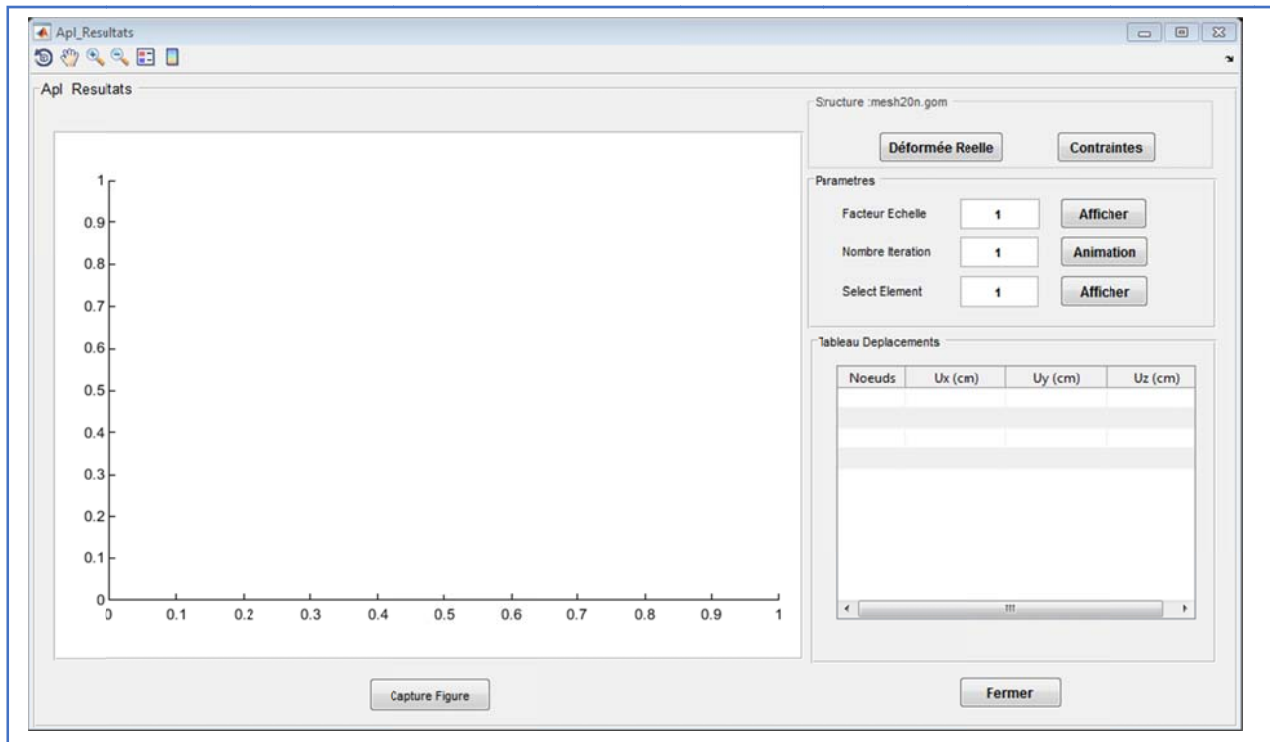 Apl_Resultats
Apl Resultats
Structure :mesh20n.gom
Déformée Reelle
Contraintes
Parametres
Facteur Echelle 1 Afficher
Nombre Iteration 1 Animation
Select Element 1 Afficher
Tableau Deplacements
Noeuds Ux (cm) Uy (cm) Uz (cm)
1
0.9
0.8
0.7
0.6
0.5
0.4
0.3
0.2
0.1
0
0 0.1 0.2 0.3 0.4 0.5 0.6 0.7 0.8 0.9 1
Capture Figure
Fermer